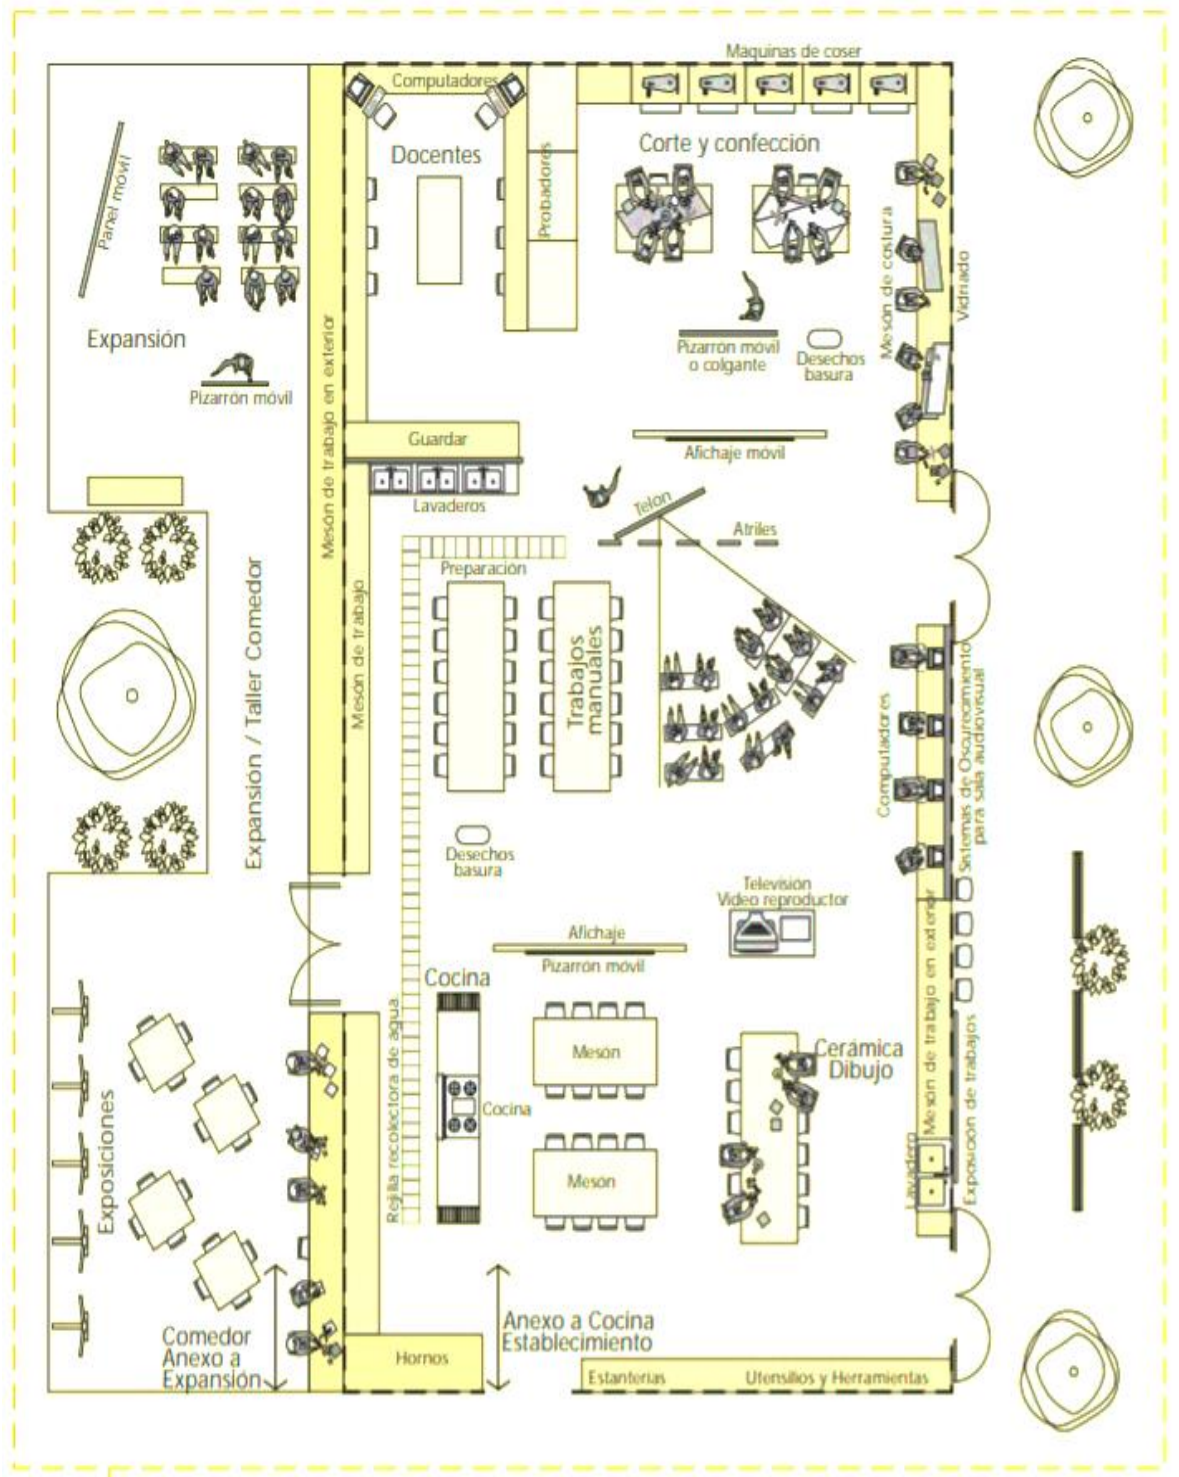 Maquinas de coser
Computadores
Docentes
Probadores
Corte y confección
Panel móvil
Expansión
Pizarrón móvil
Mesón de trabajo en exterior
Mesón de costura
Vidriado
Pizarrón móvil
o colgante
Desechos
basura
Guardar
Afichaje móvil
Lavaderos
Telón
Atriles
Preparación
Mesón de trabajo
Trabajos
manuales
Expansión / Taller Comedor
Computadores
Sistemas de Oscurecimiento
para sala audiovisual
Desechos
basura
Televisión
Video reproductor
Afichaje
Pizarrón móvil
Cocina
Rejilla recolectora de agua
Mesón
Cocina
Mesón
Cerámica
Dibujo
Mesón de trabajo en exterior
Exposición de trabajos
Lavadero
Exposiciones
Comedor
Anexo a
Expansión
Anexo a Cocina
Establecimiento
Hornos
Estanterías
Utensilios y Herramientas